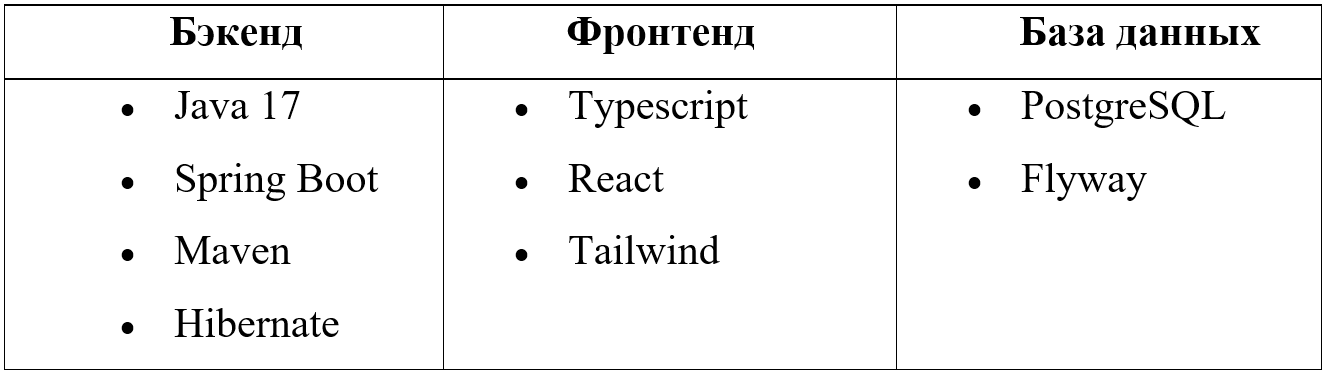 Бэкенд Фронтенд База данных
• Java 17 • Typescript • PostgreSQL
• Spring Boot • React • Flyway
• Maven • Tailwind
• Hibernate